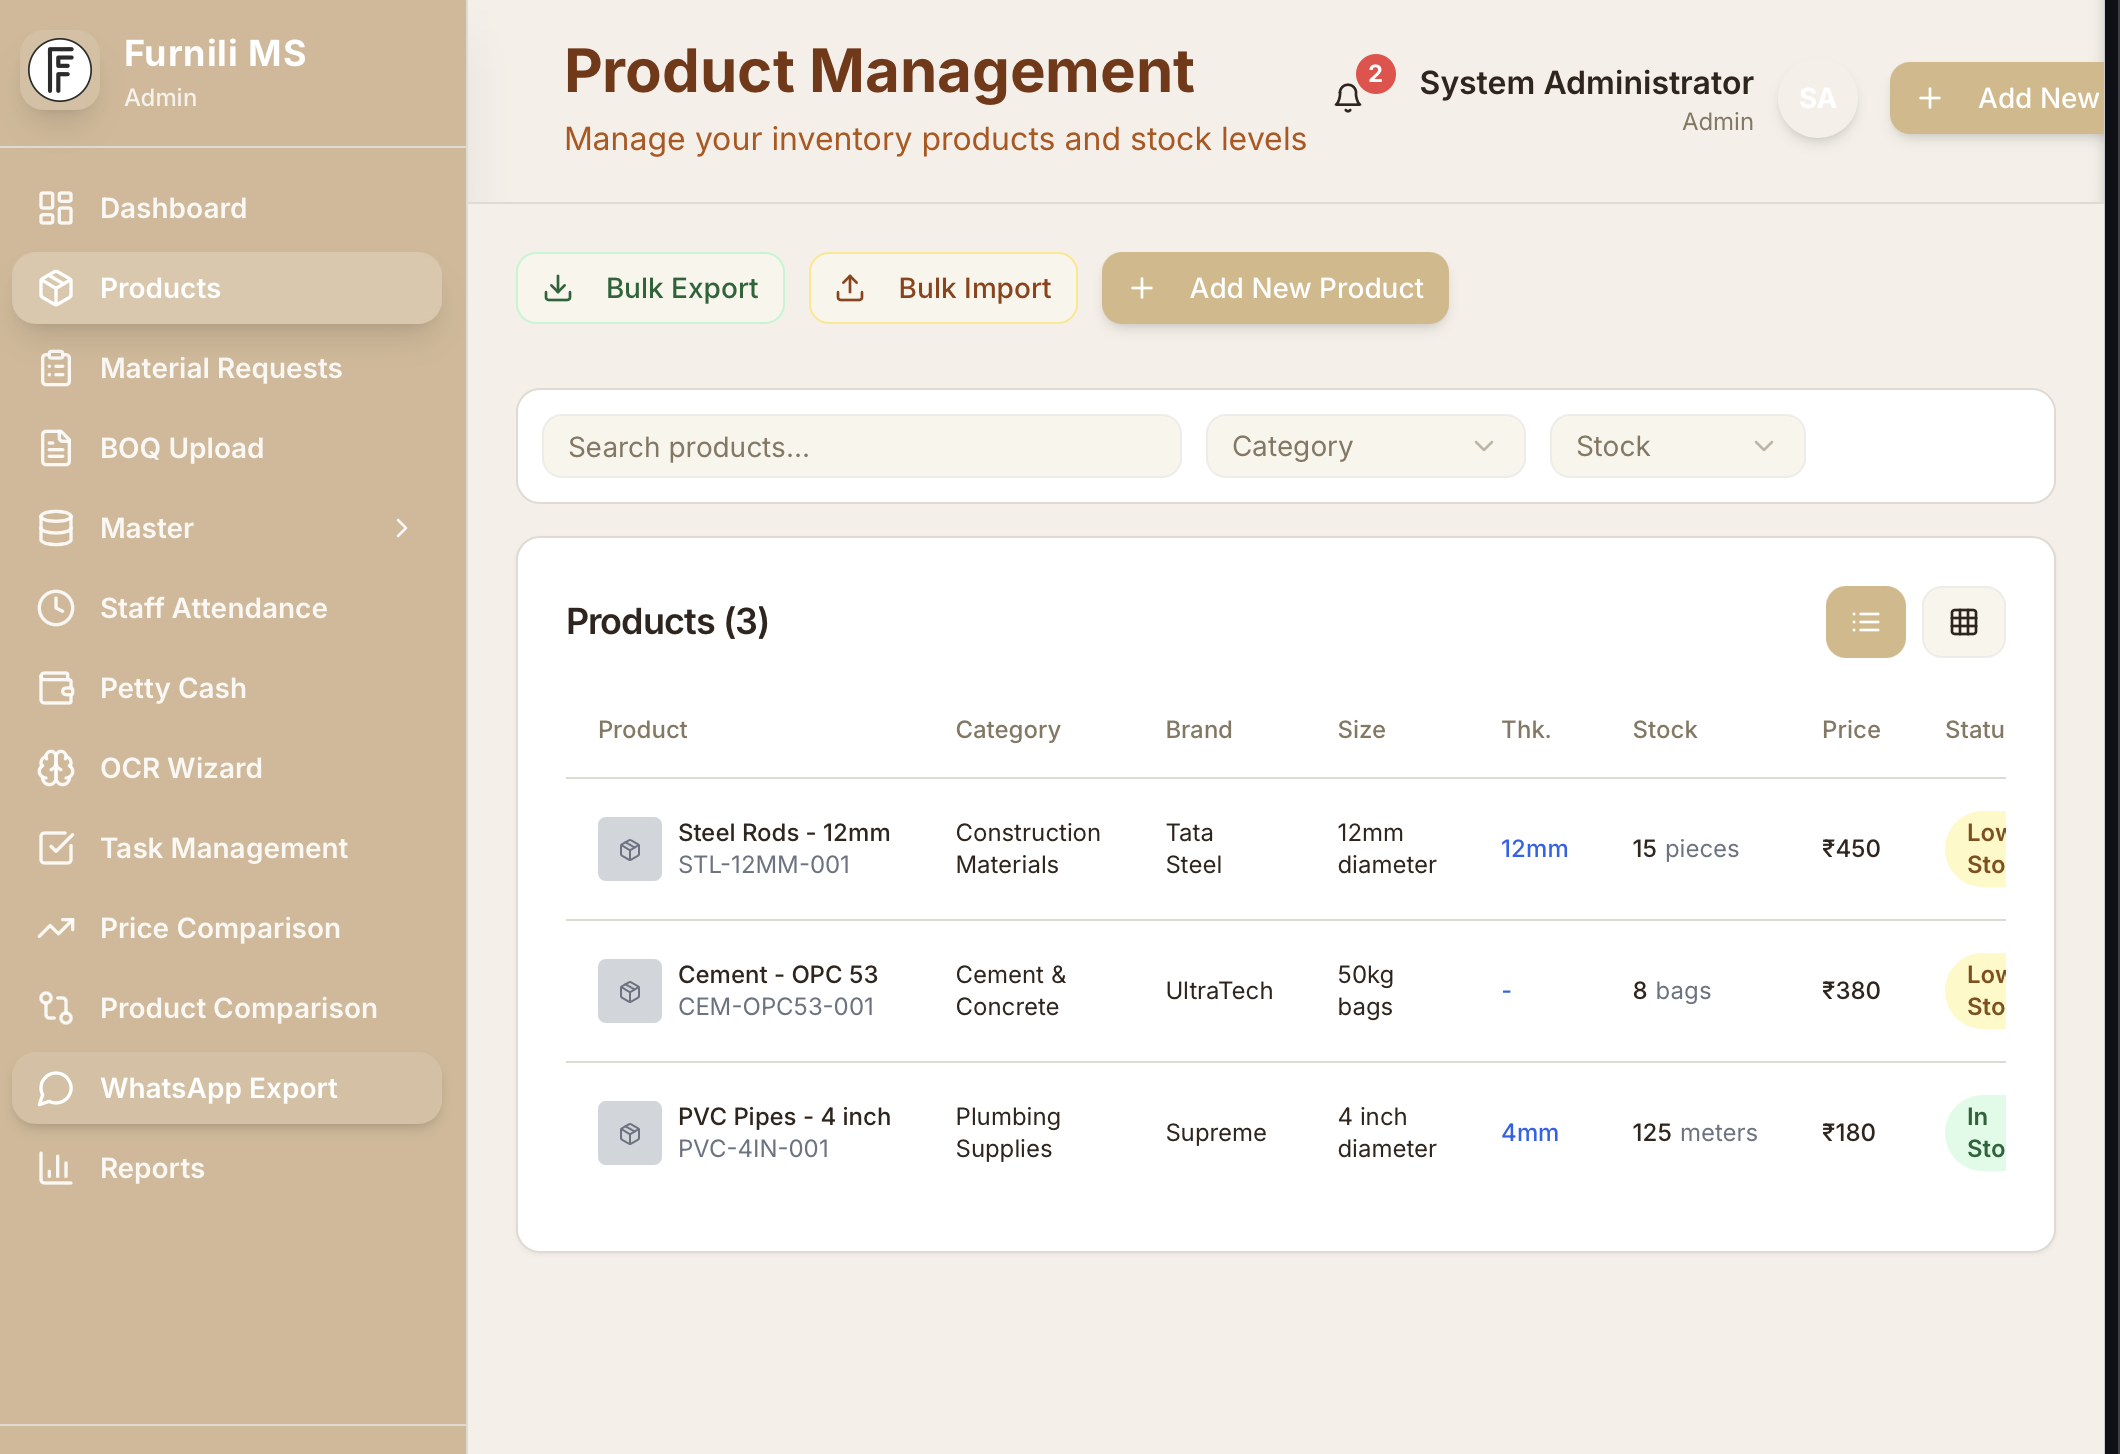 Furnili MS
Admin
Dashboard
Products
Material Requests
BOQ Upload
Master
Staff Attendance
Petty Cash
OCR Wizard
Task Management
Price Comparison
Product Comparison
WhatsApp Export
Reports
Product Management
Manage your inventory products and stock levels
2
System Administrator
Admin
SA
Add New
Bulk Export
Bulk Import
Add New Product
Search products...
Category
Stock
Products (3)
Product Category Brand Size Thk. Stock Price Statu
Steel Rods - 12mm
STL-12MM-001
Construction
Materials
Tata
Steel
12mm
diameter
12mm
15 pieces
₹450
Low
Sto
Cement - OPC 53
CEM-OPC53-001
Cement &
Concrete
UltraTech
50kg
bags
-
8 bags
₹380
Low
Sto
PVC Pipes - 4 inch
PVC-4IN-001
Plumbing
Supplies
Supreme
4 inch
diameter
4mm
125 meters
₹180
In
Sto